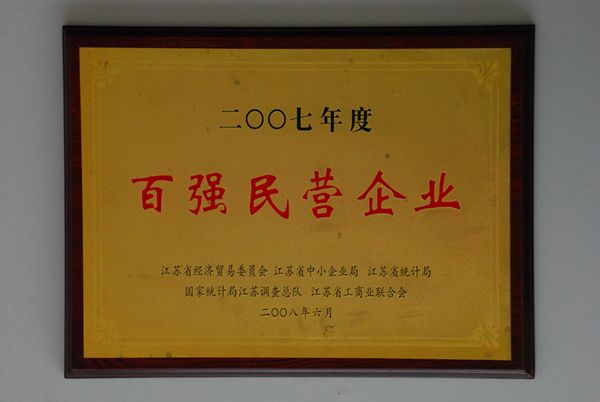 二〇〇七年度
百强民营企业
江苏省经济贸易委员会 江苏省中小企业局 江苏省统计局
国家统计局江苏调查总队 江苏省工商业联合会
二〇〇八年六月